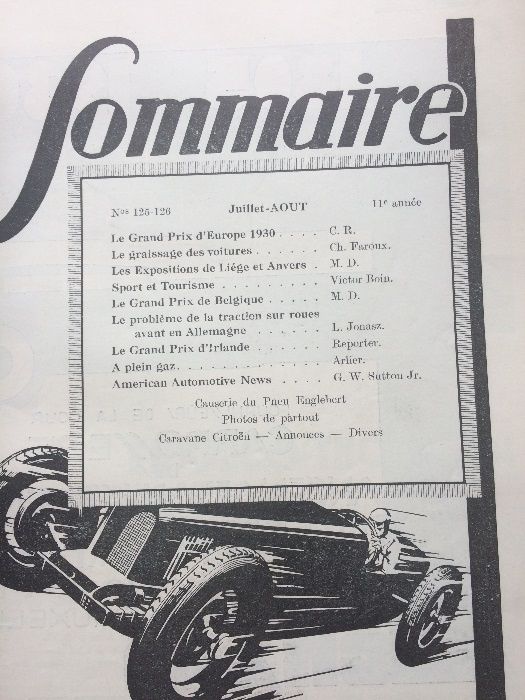 Sommaire
Nos 125-126 Juillet-AOUT 11e année
Le Grand Prix d'Europe 1930 . . . . C. R.
Le graissage des voitures . . . . . . Ch. Faroux.
Les Expositions de Liége et Anvers . M. D.
Sport et Tourisme . . . . . . . . . Victor Boin.
Le Grand Prix de Belgique . . . . . M. D.
Le problème de la traction sur roues
avant en Allemagne . . . . . . L. Jonasz.
Le Grand Prix d'Irlande . . . . . . Reporter.
A plein gaz. . . . . . . . . . . . . Arlier.
American Automotive News . . . . G. W. Sutton Jr.
Causerie du Pneu Englebert
Photos de partout
Caravane Citroën — Annonces — Divers